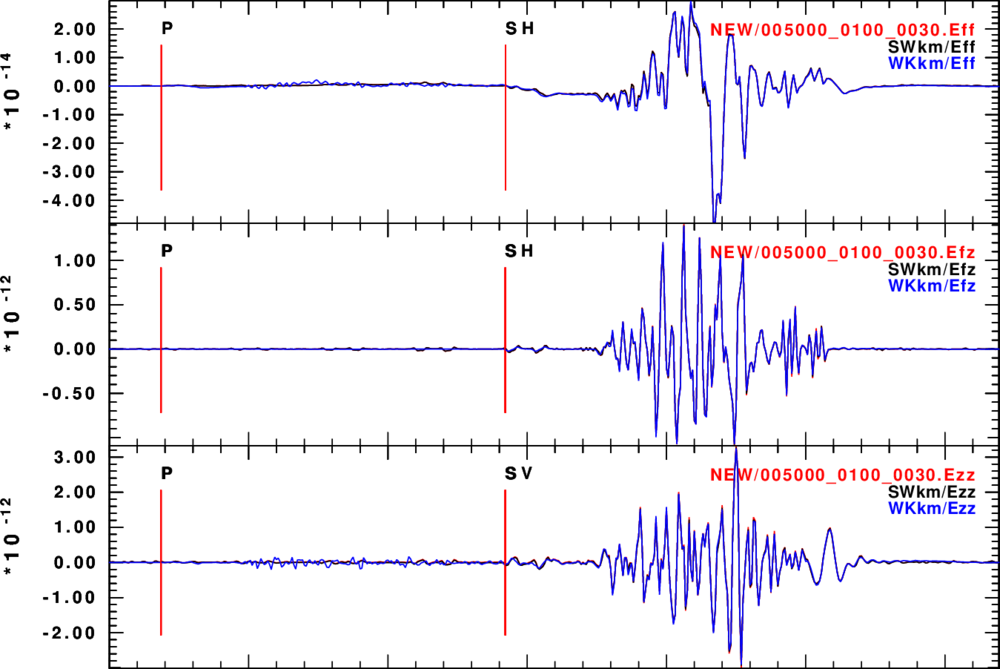 P
SH
NEW/005000_0100_0030.Eff
SWkm/Eff
WKkm/Eff
2.00
1.00
0.00
-1.00
-2.00
-3.00
-4.00
*10 -14
P
SH
NEW/005000_0100_0030.Efz
SWkm/Efz
WKkm/Efz
1.00
0.50
0.00
-0.50
*10 -12
P
SV
NEW/005000_0100_0030.Ezz
SWkm/Ezz
WKkm/Ezz
3.00
2.00
1.00
0.00
-1.00
-2.00
*10 -12